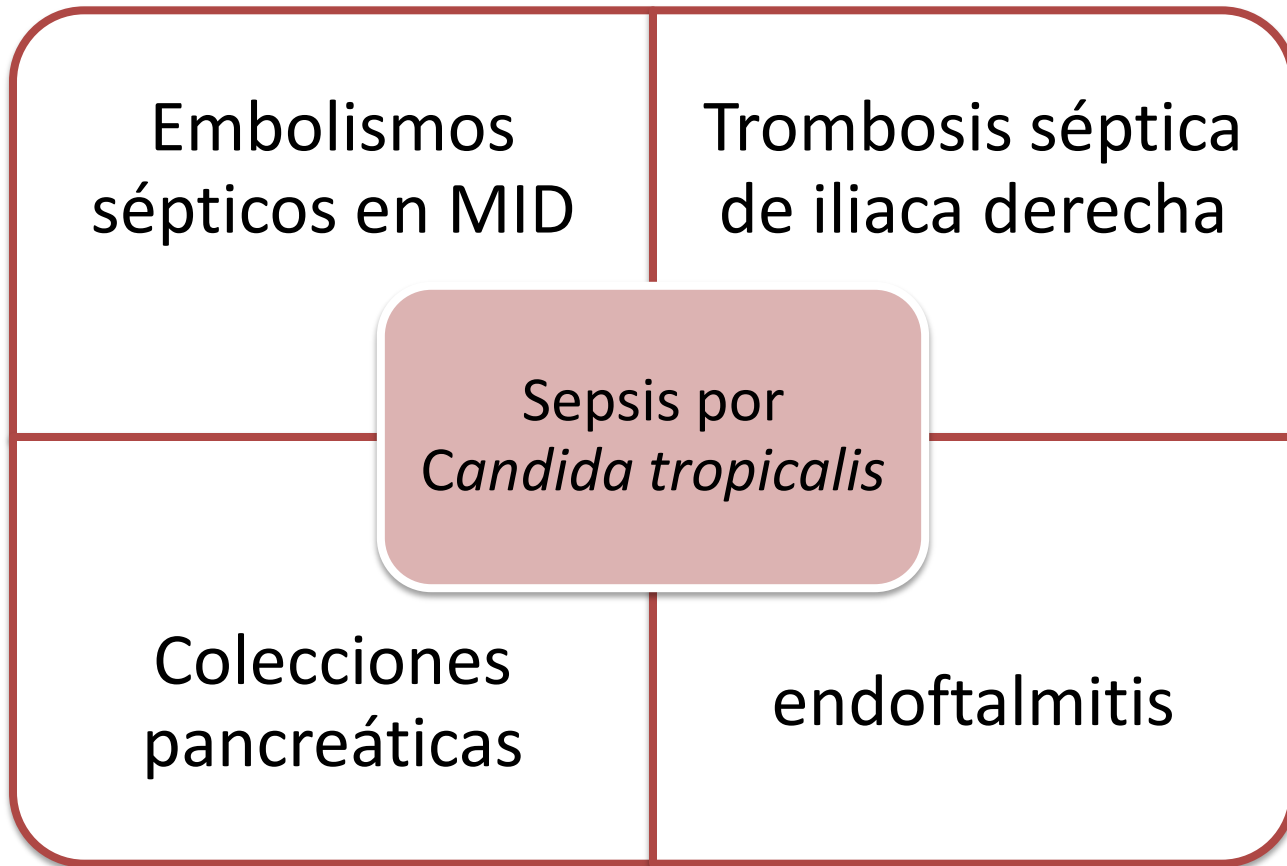 Embolismos
sépticos en MID
Trombosis séptica
de iliaca derecha
Sepsis por
Candida tropicalis
Colecciones
pancreáticas
endoftalmitis